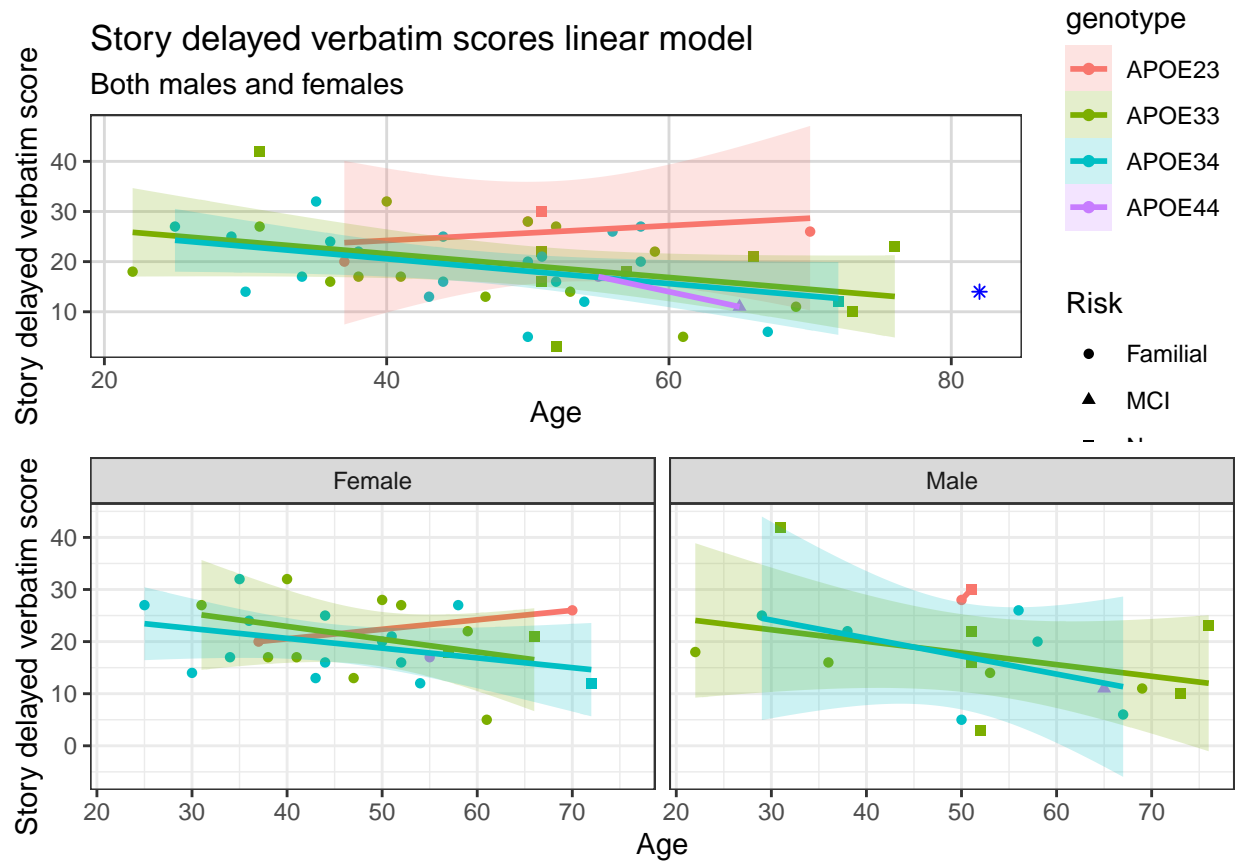 Story delayed verbatim scores linear model
Both males and females
Story delayed verbatim score
40
30
20
10
20 40 60 80
Age
genotype
APOE23
APOE33
APOE34
APOE44
Risk
Familial
MCI
Female Male
Story delayed verbatim score
40
30
20
10
0
20 30 40 50 60 70 20 30 40 50 60 70
Age